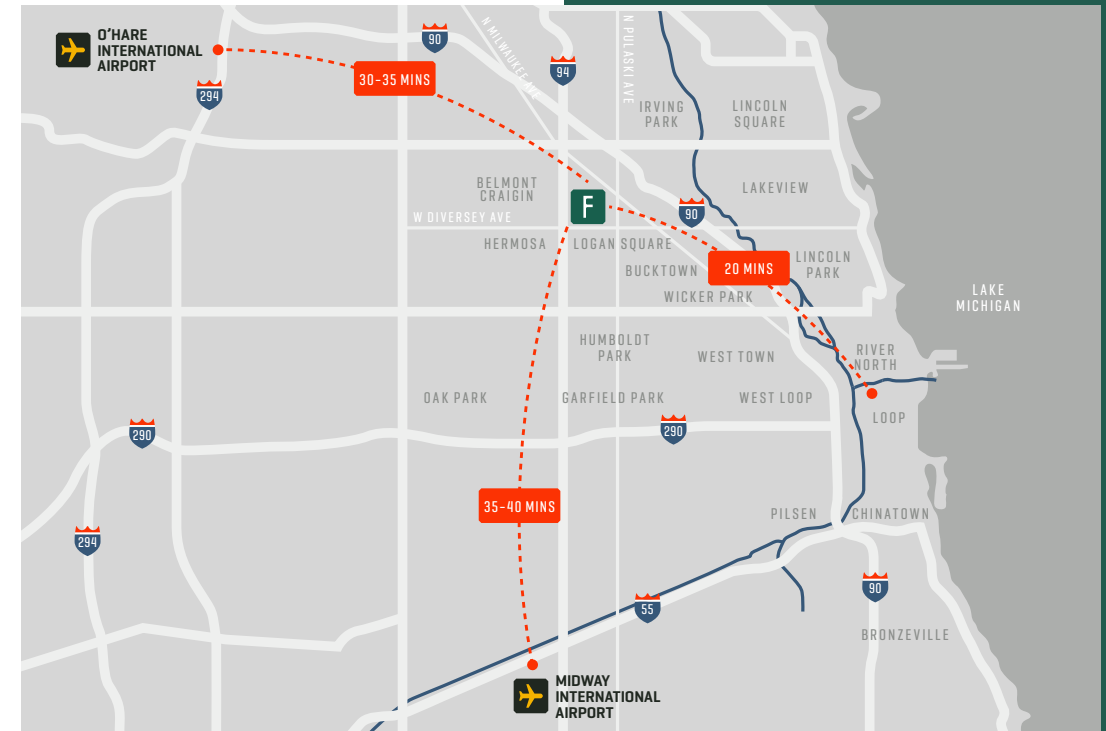 O'HARE
INTERNATIONAL
AIRPORT
294
30-35 MINS
90
N MILWAUKEE AVE
94
N PULASKI AVE
IRVING
PARK
LINCOLN
SQUARE
BELMONT
CRAIGIN
LAKEVIEW
F
90
W DIVERSEY AVE
HERMOSA
LOGAN SQUARE
BUCKTOWN
20 MINS
LINCOLN
PARK
WICKER PARK
LAKE
MICHIGAN
HUMBOLDT
PARK
WEST TOWN
RIVER
NORTH
OAK PARK
GARFIELD PARK
WEST LOOP
LOOP
290
290
35-40 MINS
PILSEN
CHINATOWN
294
55
90
BRONZEVILLE
MIDWAY
INTERNATIONAL
AIRPORT